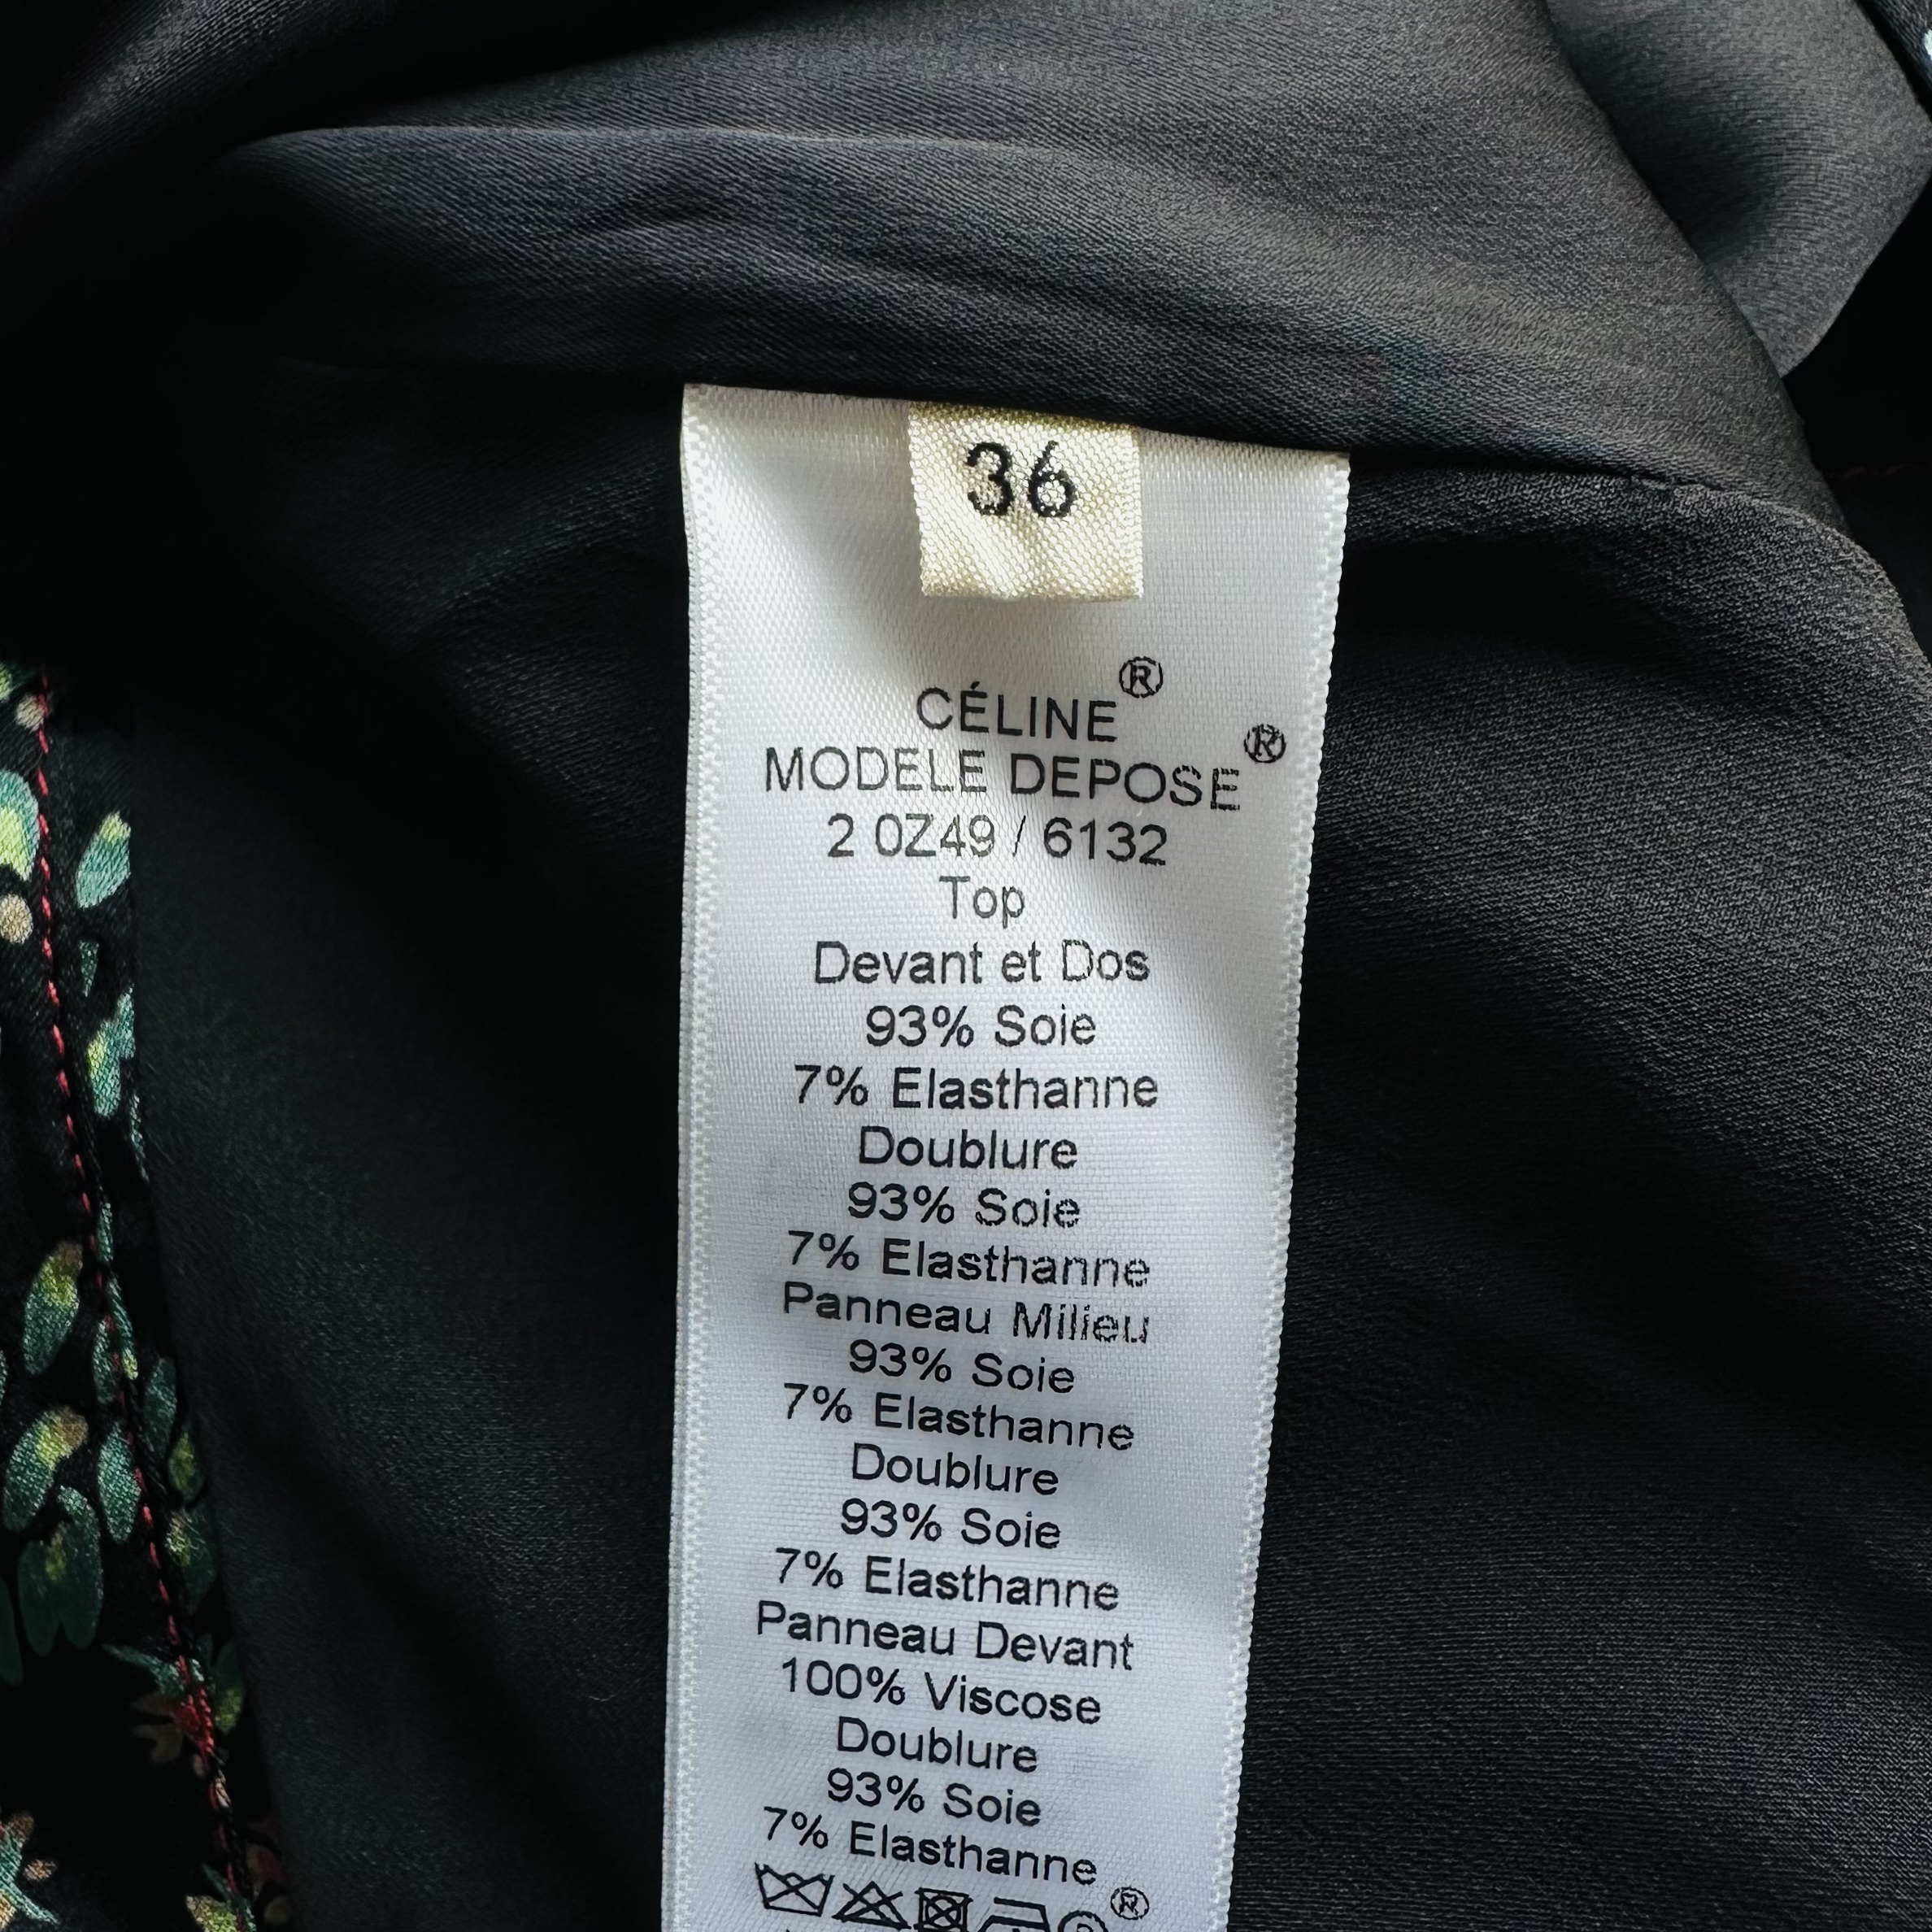 36
CÉLINE®
MODELE DEPOSE®
2 0Z49 / 6132
Top
Devant et Dos
93% Soie
7% Elasthanne
Doublure
93% Soie
7% Elasthanne
Panneau Milieu
93% Soie
7% Elasthanne
Doublure
93% Soie
7% Elasthanne
Panneau Devant
100% Viscose
Doublure
93% Soie
7% Elasthanne
®